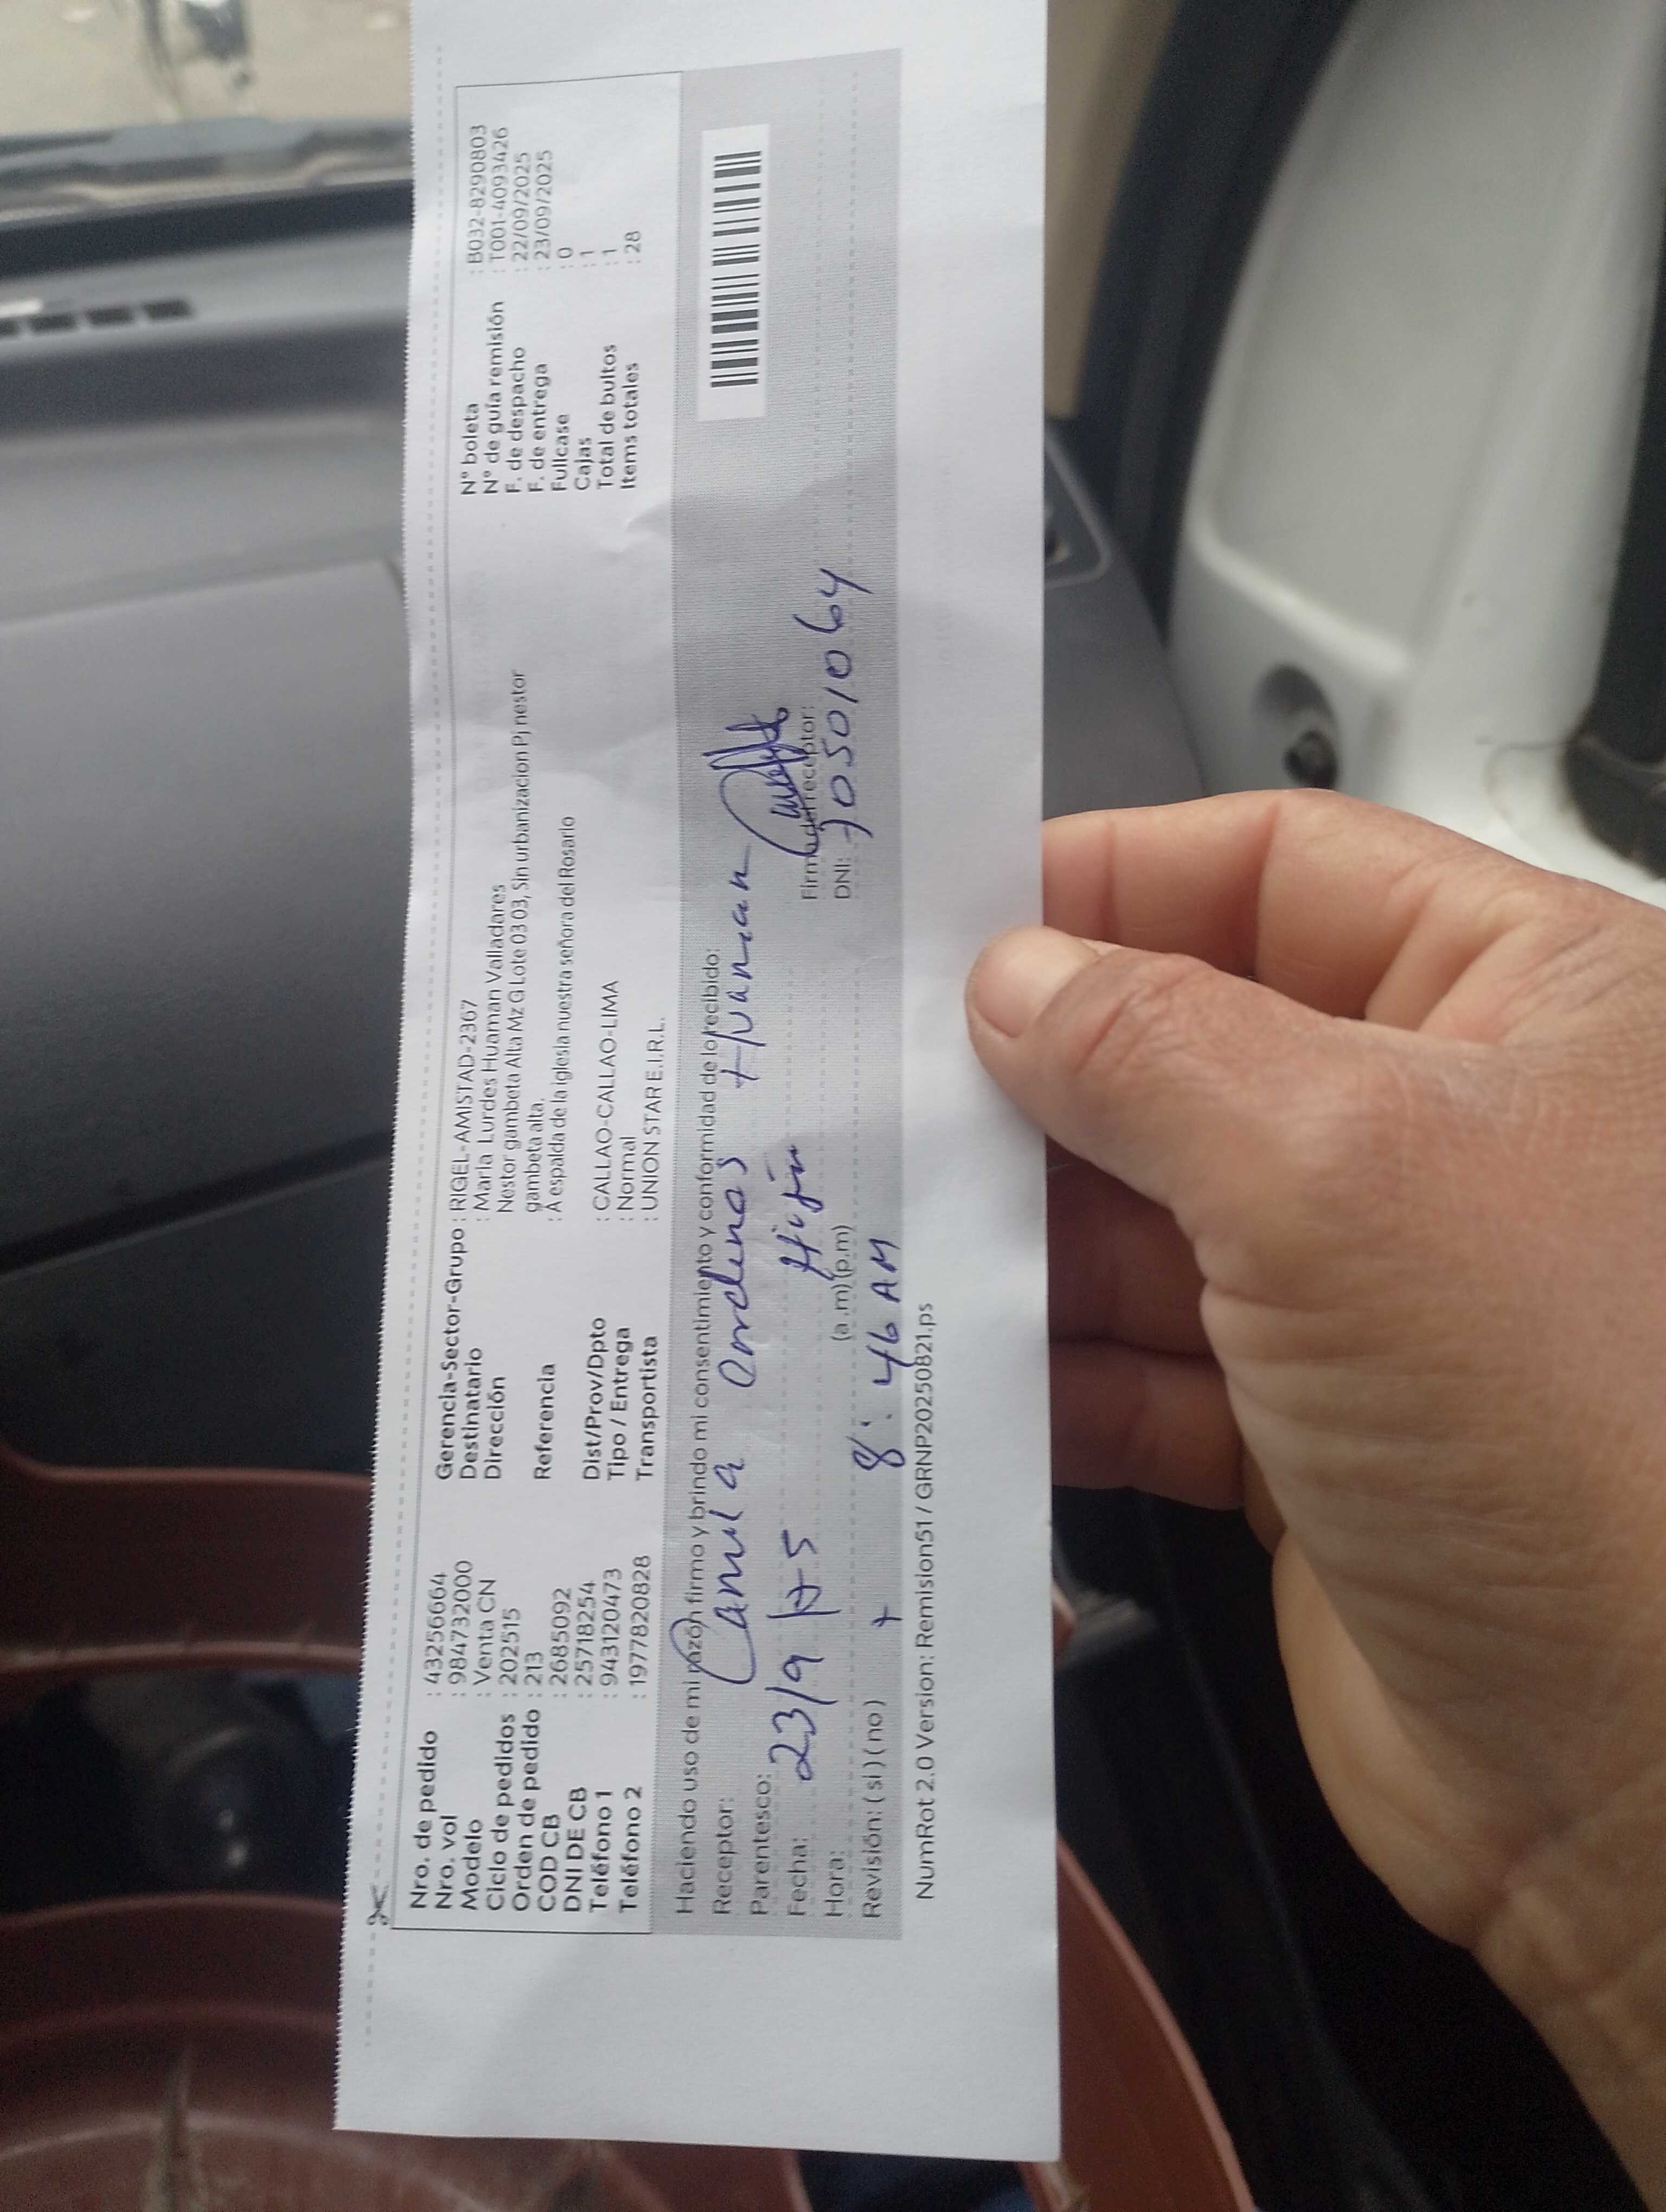 Nro. de pedido : 43256664
Nro. vol : 984732000
Modelo : Venta CN
Ciclo de pedidos : 202515
Orden de pedido : 213
COD CB : 2685092
DNI DE CB : 25718254
Teléfono 1 : 943120473
Teléfono 2 : 19778208​28
Gerencia-Sector-Grupo : RIGEL-AMISTAD-2367
Destinatario : Maria Lurdes Huaman Valladares
Dirección Nestor gambeta Alta Mz G Lote 03 03, Sin urbanizacion Pj nestor
gambeta alta.
Referencia : A espalda de la iglesia nuestra señora del Rosario
Dist/Prov/Dpto : CALLAO-CALLAO-LIMA
Tipo / Entrega : Normal
Transportista : UNION STAR E.I.R.L.
N° boleta : B032-8290803
N° de guía remisión : T001-4093426
F. de despacho : 22/09/2025
F. de entrega : 23/09/2025
Fullcase : 0
Cajas : 1
Total de bultos : 1
Items totales : 28
Haciendo uso de mi razón firmo y brindo mi consentimiento y conformidad de lo recibido:
Receptor: Huaman
Parentesco:
Fecha: 23/9
Hora: 8:46 AM (a.m) (p.m)
Revisión: (si) (no)
Firma del receptor:
DNI: 70501064
NumRot 2.0 Version: Remision51 / GRNP20250821.ps